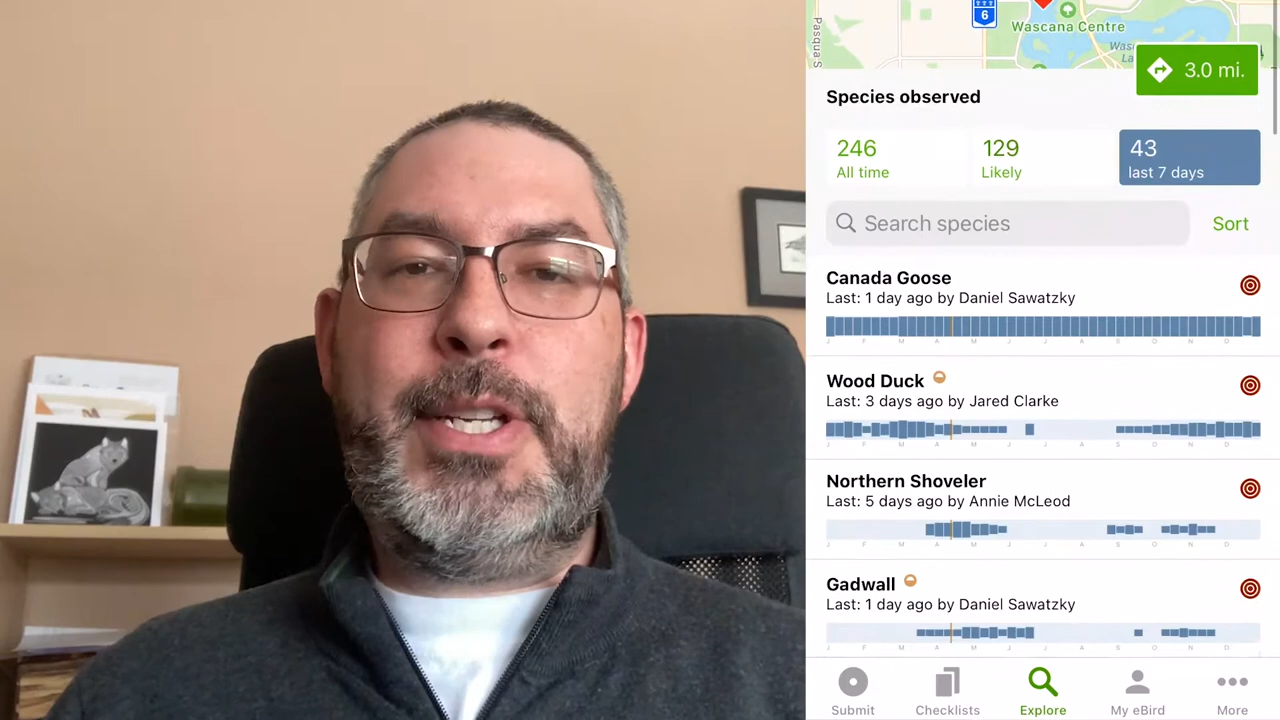 Pasqua S
6
Wascana Centre
Was
La
3.0 mi.
Species observed
246
All time
129
Likely
43
last 7 days
Search species
Sort
Canada Goose
Last: 1 day ago by Daniel Sawatzky
J F M A M J J A S O N D
Wood Duck
Last: 3 days ago by Jared Clarke
J F M A M J J A S O N D
Northern Shoveler
Last: 5 days ago by Annie McLeod
J F M A M J J A S O N D
Gadwall
Last: 1 day ago by Daniel Sawatzky
J F M A M J J A S O N D
Submit
Checklists
Explore
My eBird
More